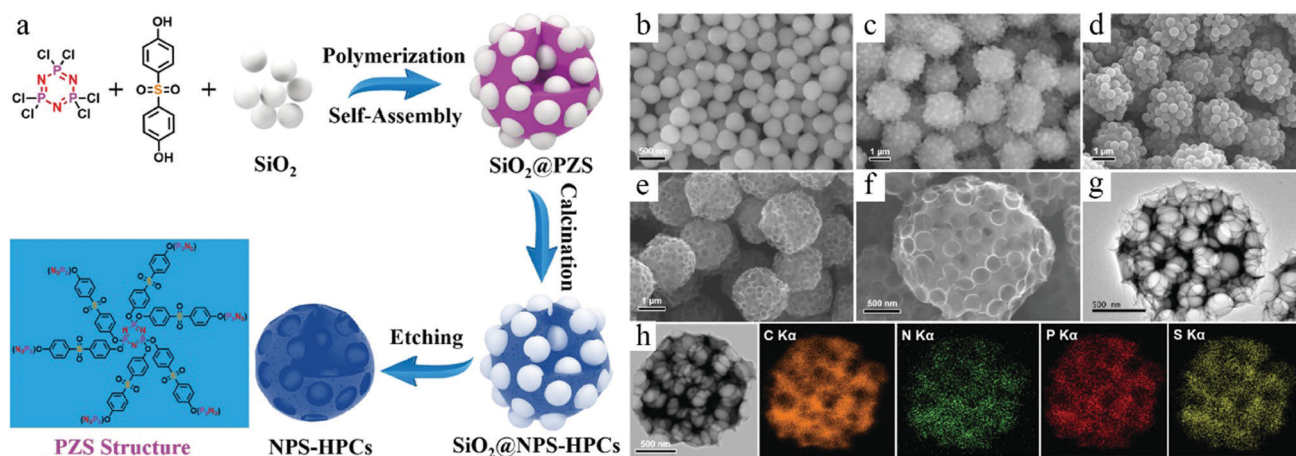 a
OH
Cl Cl
P
N N
Cl P P Cl
Cl N Cl
+
O=S=O
OH
+
SiO₂
Polymerization
Self-Assembly
SiO₂@PZS
Calcination
SiO₂@NPS-HPCs
Etching
NPS-HPCs
PZS Structure
b
500 nm
c
1 μm
d
1 μm
e
1 μm
f
500 nm
g
500 nm
h
500 nm
C Kα
N Kα
P Kα
S Kα